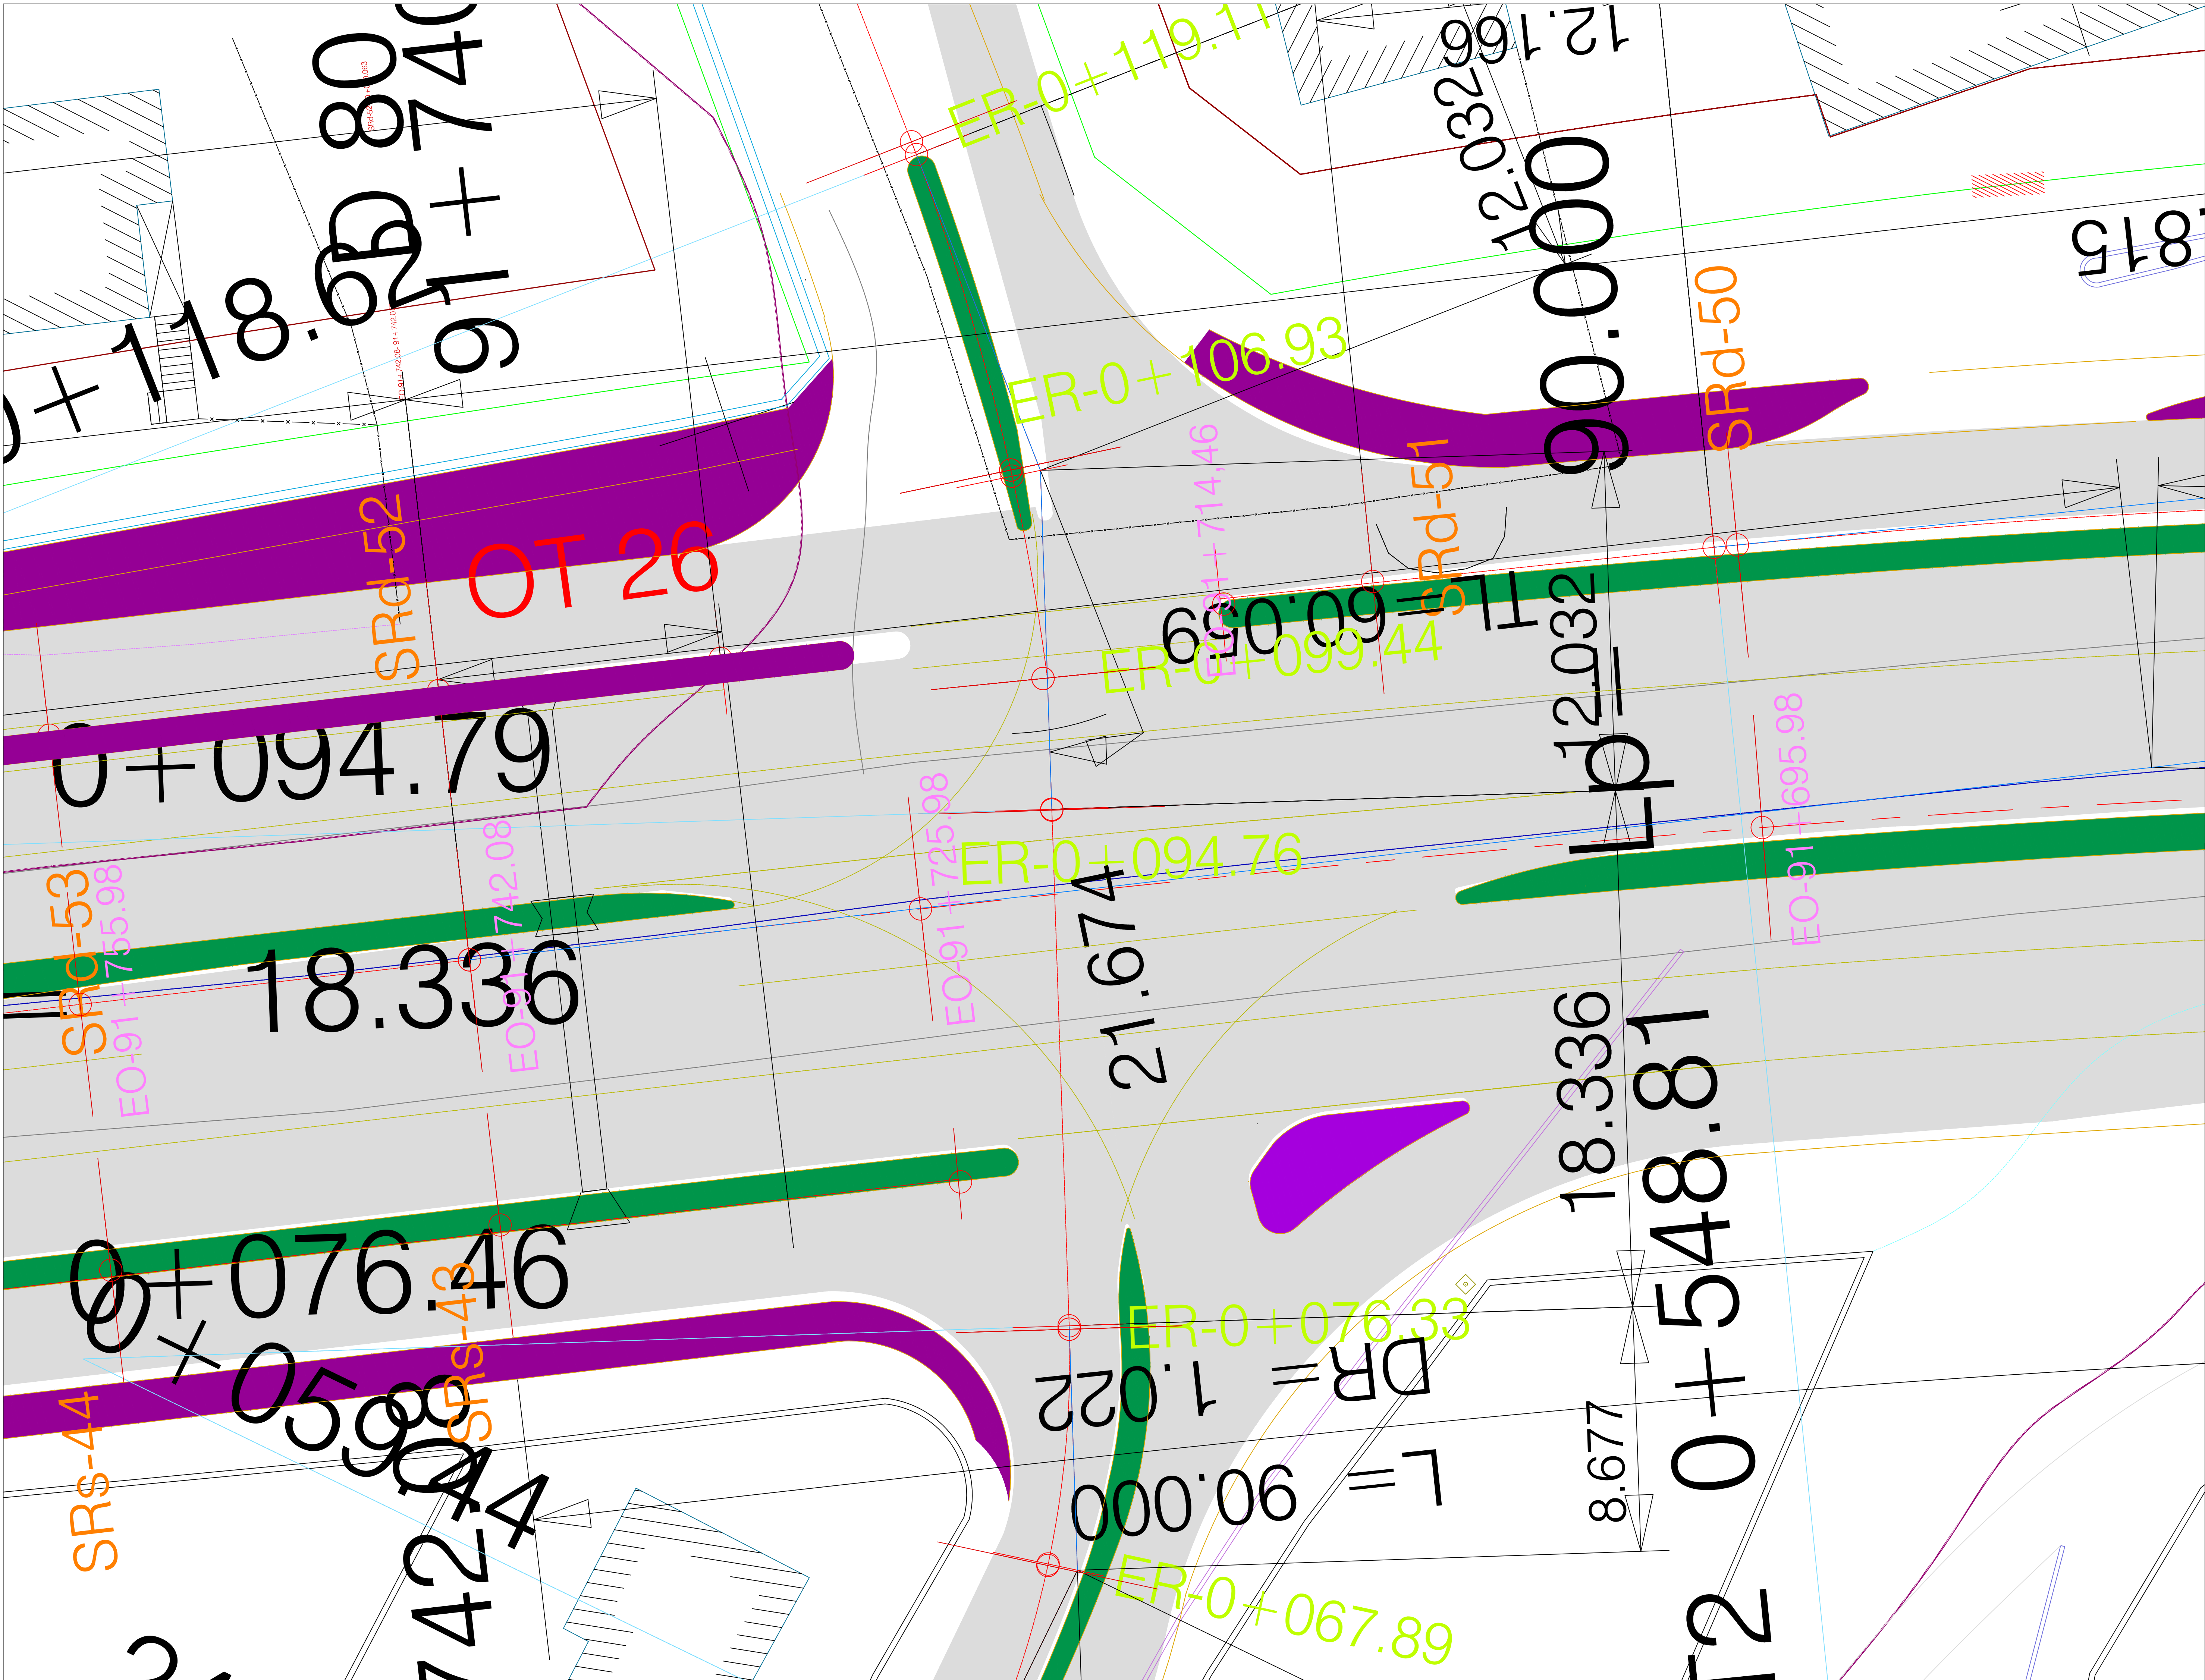 ER-0+119.11
12.166
12.032
D 80
91+740
0+118.62
90.000
815
SRd-50
ER-0+106.93
SRd-51
EO-91+714,46
SRd-52
OT 26
TL=60.059
ER-0+099.44
12.032
Lp=
0+094.79
EO-91+695.98
EO-91+725.98
ER-0+094.76
EO-91+742.08
SRd-53
EO-91+755.98
18.336
21.674
18.336
0+548.81
0+076.46
0+059.44
SRs-43
SRs-44
ER-0+076.33
DR= 1.022
L= 90.000
8.677
ER-0+067.89